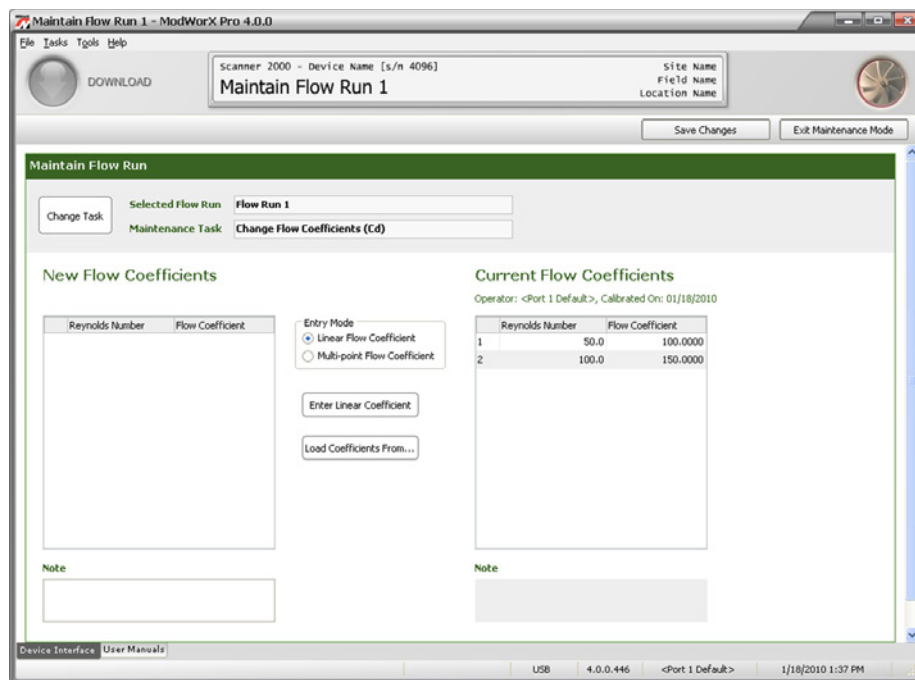 Maintain Flow Run 1 - ModWorX Pro 4.0.0
File Tasks Tools Help
DOWNLOAD
Scanner 2000 - Device Name [s/n 4096]
Maintain Flow Run 1
Site Name
Field Name
Location Name
Save Changes
Exit Maintenance Mode
Maintain Flow Run
Change Task
Selected Flow Run Flow Run 1
Maintenance Task Change Flow Coefficients (Cd)
New Flow Coefficients
Reynolds Number Flow Coefficient
Note
Entry Mode
Linear Flow Coefficient
Multi-point Flow Coefficient
Enter Linear Coefficient
Load Coefficients From...
Current Flow Coefficients
Operator: <Port 1 Default>, Calibrated On: 01/18/2010
Reynolds Number Flow Coefficient
1 50.0 100.0000
2 100.0 150.0000
Note
Device Interface User Manuals
USB 4.0.0.446 <Port 1 Default> 1/18/2010 1:37 PM